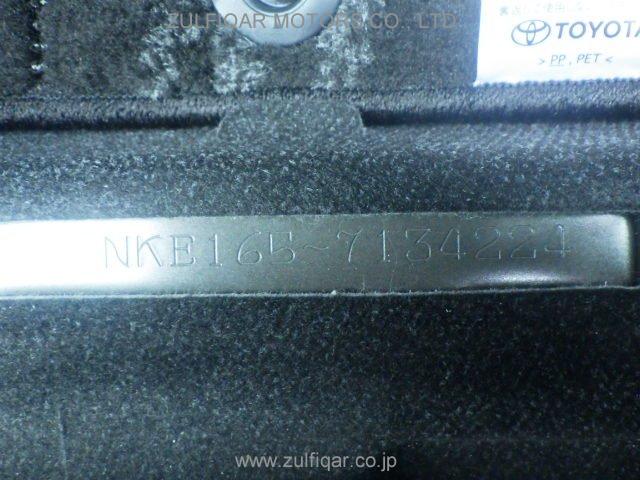 ZULFIQAR MOTORS CO., LTD.
TOYOTA
> PP, PET <
NKE165-7134224
www.zulfiqar.co.jp